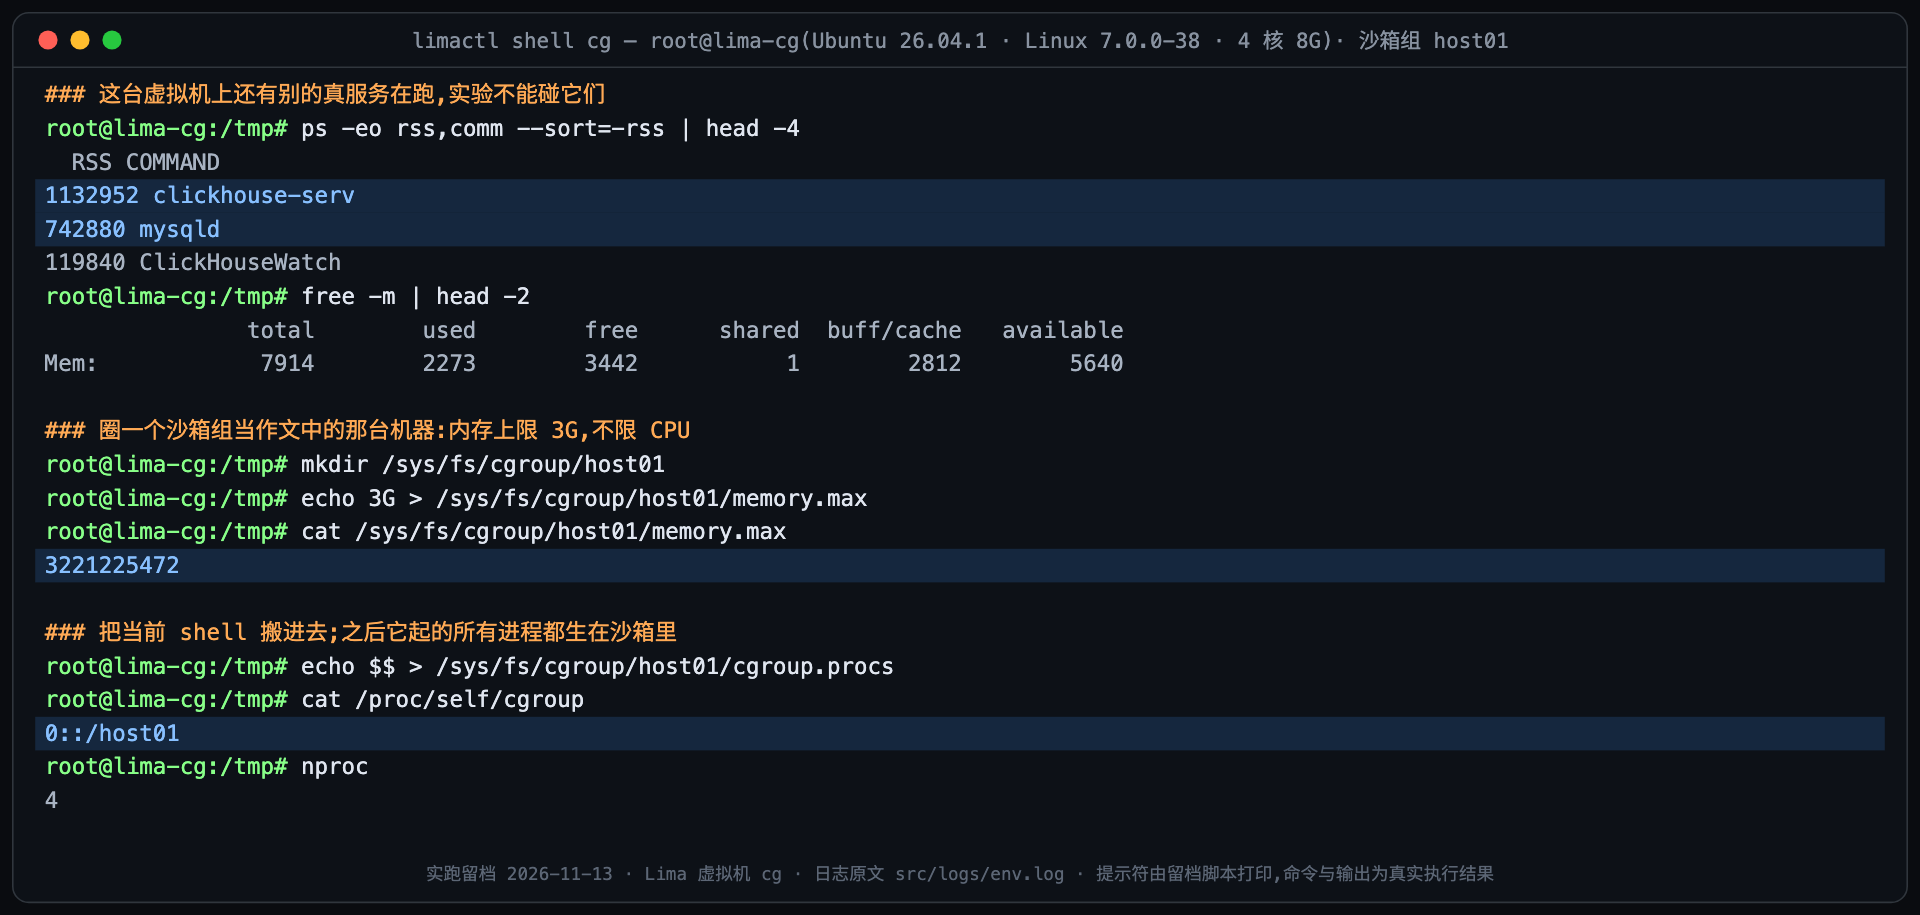 limactl shell cg — root@lima-cg(Ubuntu 26.04.1 · Linux 7.0.0-38 · 4 核 8G)· 沙箱组 host01
### 这台虚拟机上还有别的真服务在跑,实验不能碰它们
root@lima-cg:/tmp# ps -eo rss,comm --sort=-rss | head -4
RSS COMMAND
1132952 clickhouse-serv
742880 mysqld
119840 ClickHouseWatch
root@lima-cg:/tmp# free -m | head -2
total used free shared buff/cache available
Mem: 7914 2273 3442 1 2812 5640
### 圈一个沙箱组当作文中的那台机器:内存上限 3G,不限 CPU
root@lima-cg:/tmp# mkdir /sys/fs/cgroup/host01
root@lima-cg:/tmp# echo 3G > /sys/fs/cgroup/host01/memory.max
root@lima-cg:/tmp# cat /sys/fs/cgroup/host01/memory.max
3221225472
### 把当前 shell 搬进去;之后它起的所有进程都生在沙箱里
root@lima-cg:/tmp# echo $$ > /sys/fs/cgroup/host01/cgroup.procs
root@lima-cg:/tmp# cat /proc/self/cgroup
0::/host01
root@lima-cg:/tmp# nproc
4
实跑留档 2026-11-13 · Lima 虚拟机 cg · 日志原文 src/logs/env.log · 提示符由留档脚本打印,命令与输出为真实执行结果